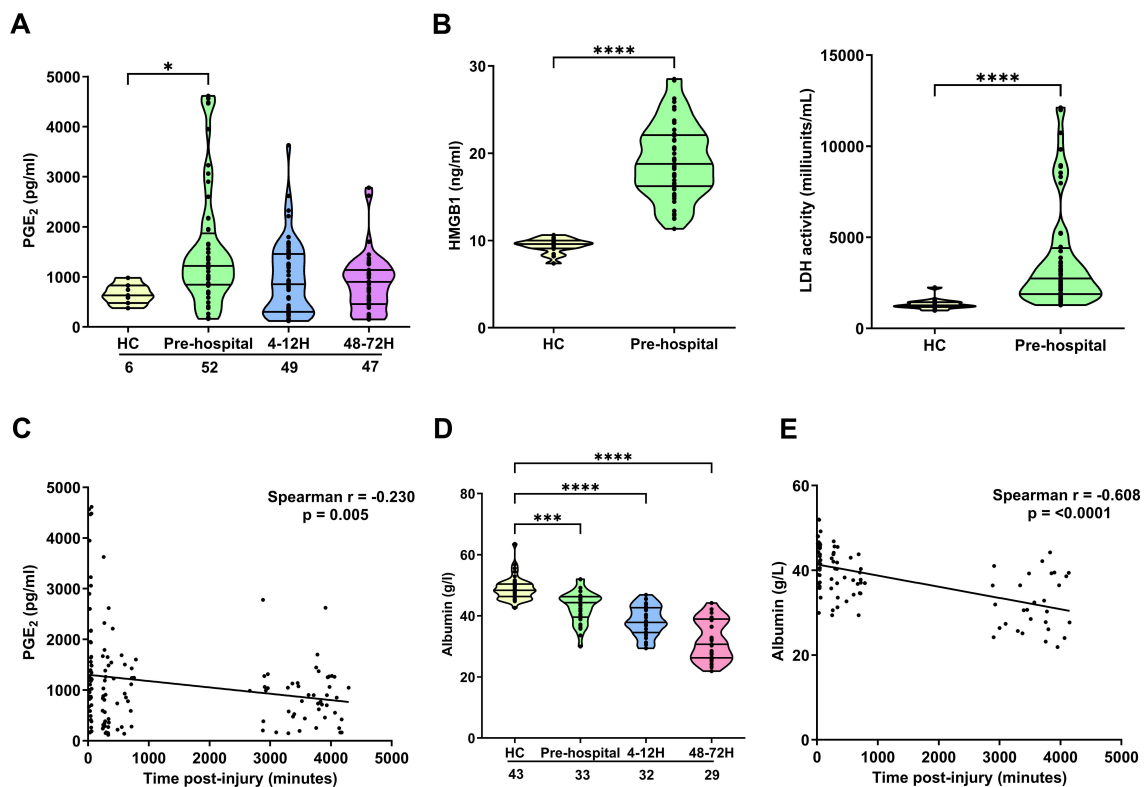 A
PGE2 (pg/ml)
5000
4000
3000
2000
1000
0
*
HC Pre-hospital 4-12H 48-72H
6 52 49 47
B
HMGB1 (ng/ml)
30
20
10
0
****
HC Pre-hospital
LDH activity (milliunits/mL)
15000
10000
5000
0
****
HC Pre-hospital
C
PGE2 (pg/ml)
5000
4000
3000
2000
1000
0
Spearman r = -0.230
p = 0.005
0 1000 2000 3000 4000 5000
Time post-injury (minutes)
D
Albumin (g/l)
80
60
40
20
0
****
****
***
HC Pre-hospital 4-12H 48-72H
43 33 32 29
E
Albumin (g/L)
60
40
20
0
Spearman r = -0.608
p = <0.0001
0 1000 2000 3000 4000 5000
Time post-injury (minutes)